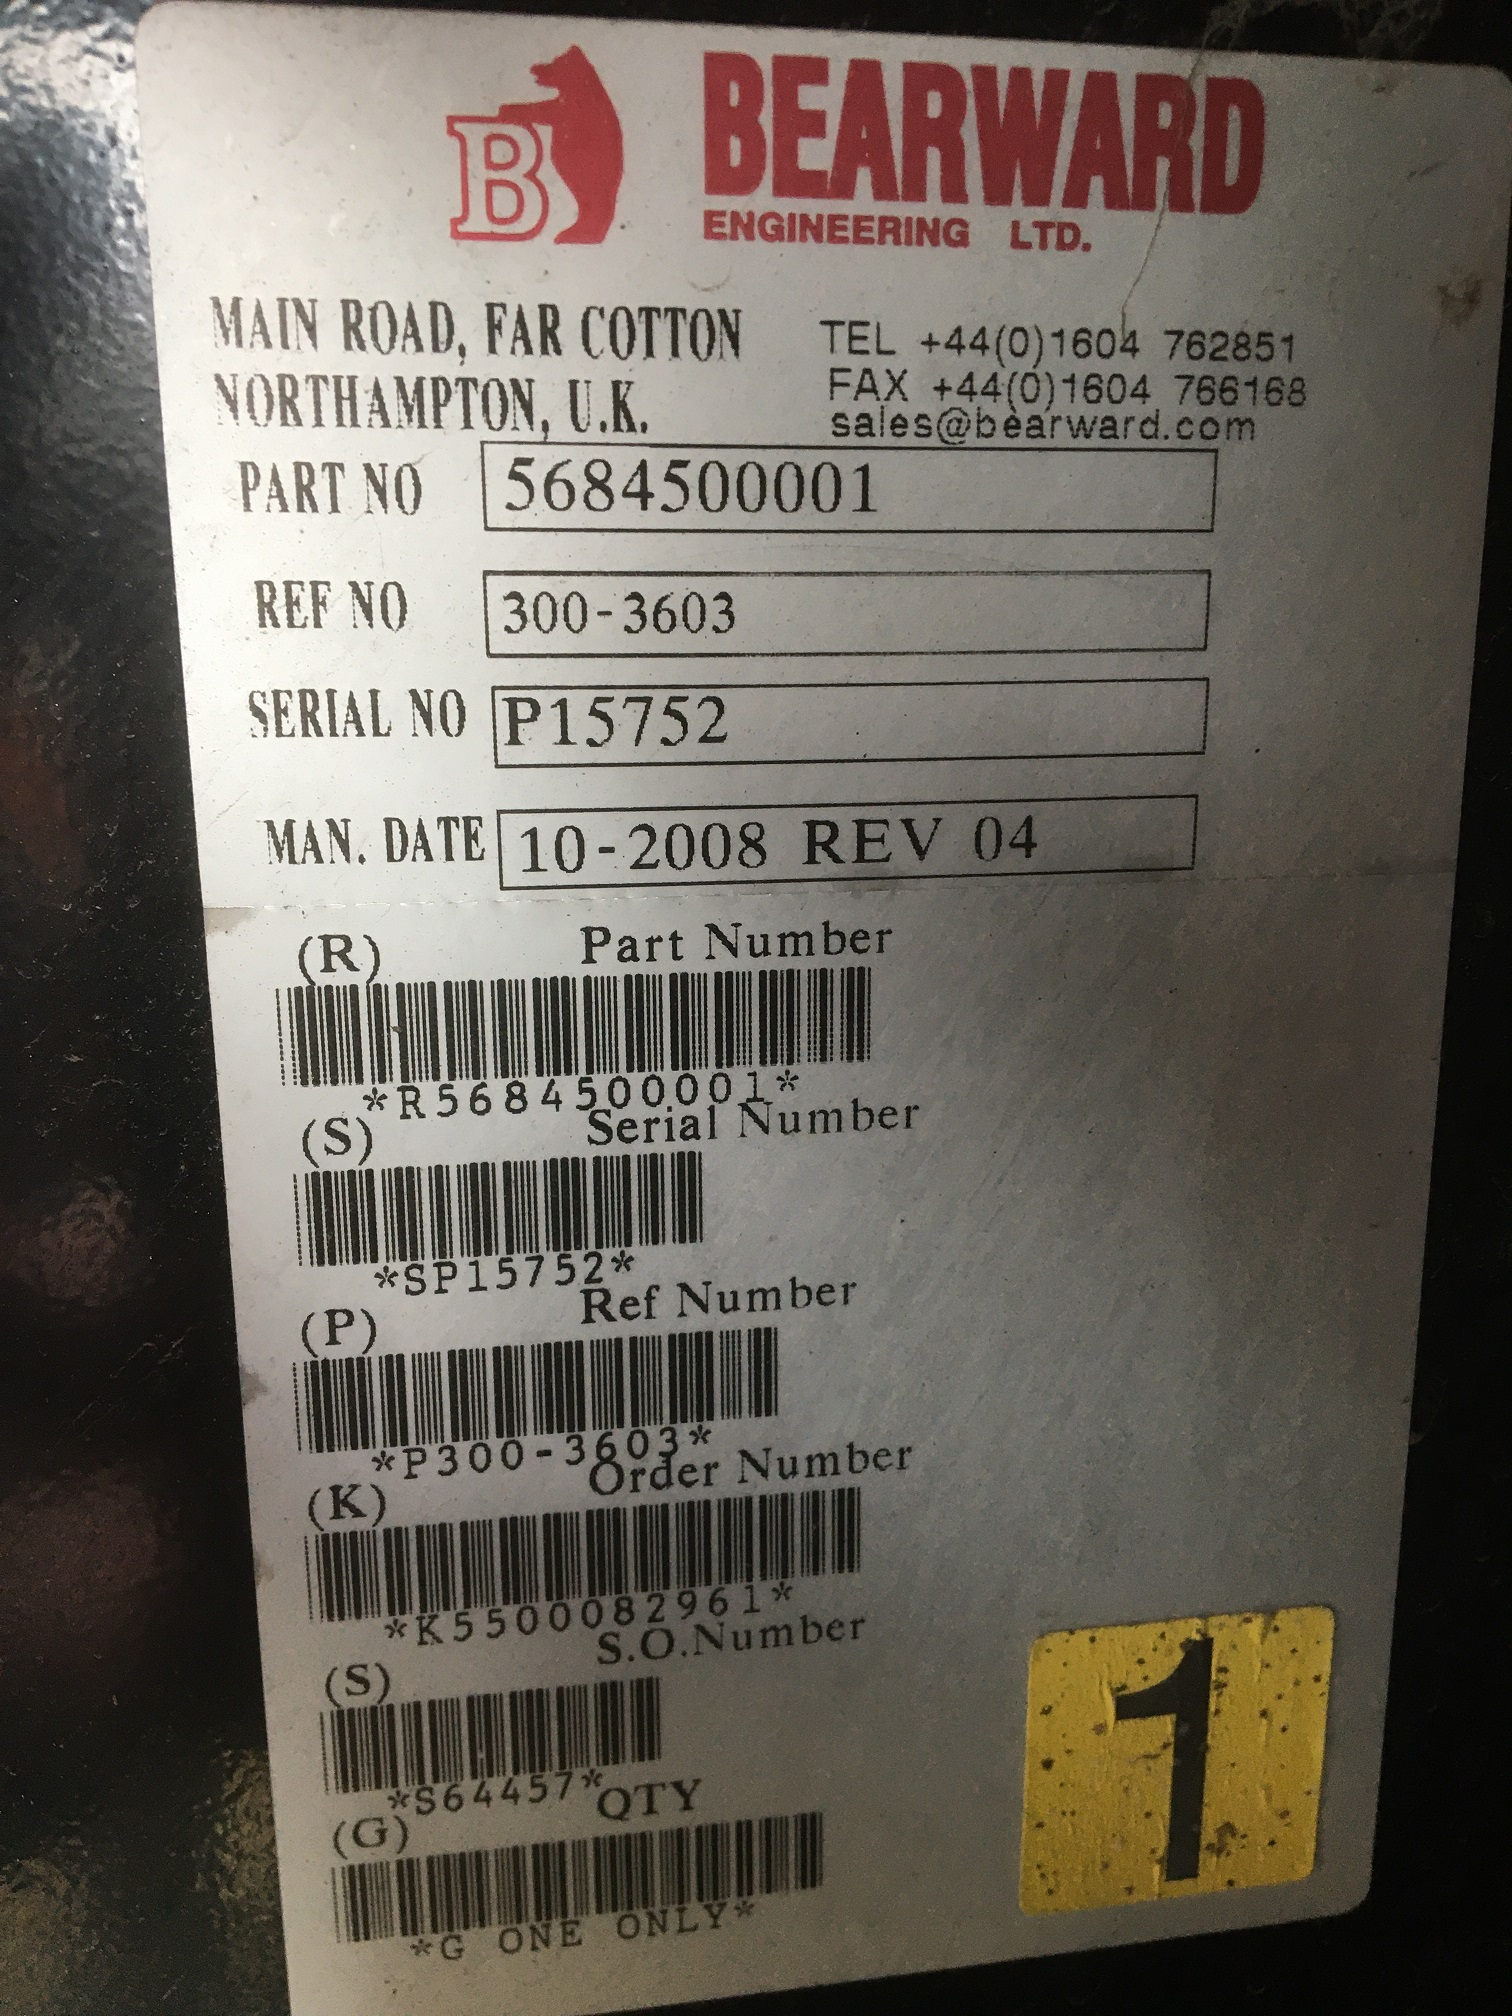 B BEARWARD
ENGINEERING LTD.
MAIN ROAD, FAR COTTON
NORTHAMPTON, U.K.
TEL +44(0)1604 762851
FAX +44(0)1604 766168
sales@bearward.com
PART NO 5684500001
REF NO 300-3603
SERIAL NO P15752
MAN. DATE 10-2008 REV 04
(R) Part Number
*R5684500001*
(S) Serial Number
*SP15752*
(P) Ref Number
*P300-3603*
(K) Order Number
*K5500082961*
(S) S.O.Number
*S64457*
(G) QTY
*G ONE ONLY*
1